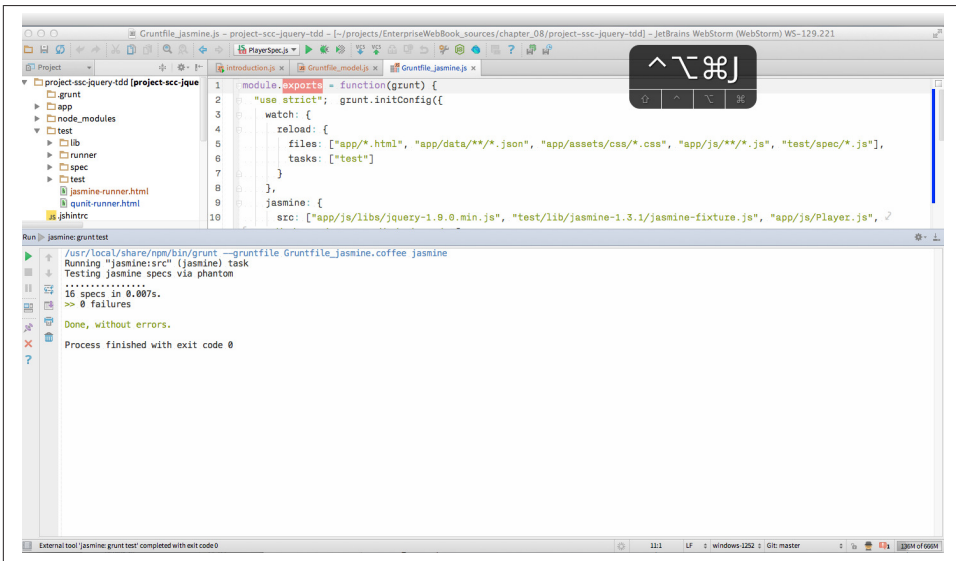 Gruntfile_jasmine.js – project-ssc-jquery-tdd – [~/projects/EnterpriseWebBook_sources/chapter_08/project-ssc-jquery-tdd] – JetBrains WebStorm (WebStorm) WS-129.221
PlayerSpec.js
^⌥⌘J
⇧ ^ ⌥ ⌘
Project
introduction.js × Gruntfile_model.js × Gruntfile_jasmine.js ×
project-ssc-jquery-tdd [project-scc-jque
.grunt
app
node_modules
test
lib
runner
spec
test
jasmine-runner.html
qunit-runner.html
.jshintrc
1 module.exports = function(grunt) {
2 "use strict"; grunt.initConfig({
3 watch: {
4 reload: {
5 files: ["app/*.html", "app/data/**/*.json", "app/assets/css/*.css", "app/js/**/*.js", "test/spec/*.js"],
6 tasks: ["test"]
7 }
8 },
9 jasmine: {
10 src: ["app/js/libs/jquery-1.9.0.min.js", "test/lib/jasmine-1.3.1/jasmine-fixture.js", "app/js/Player.js",
Run jasmine: grunt test
/usr/local/share/npm/bin/grunt --gruntfile Gruntfile_jasmine.coffee jasmine
Running "jasmine:src" (jasmine) task
Testing jasmine specs via phantom
................
16 specs in 0.007s.
>> 0 failures
Done, without errors.
Process finished with exit code 0
External tool 'jasmine: grunt test' completed with exit code 0
11:1 LF windows-1252 Git: master 1 136M of 666M